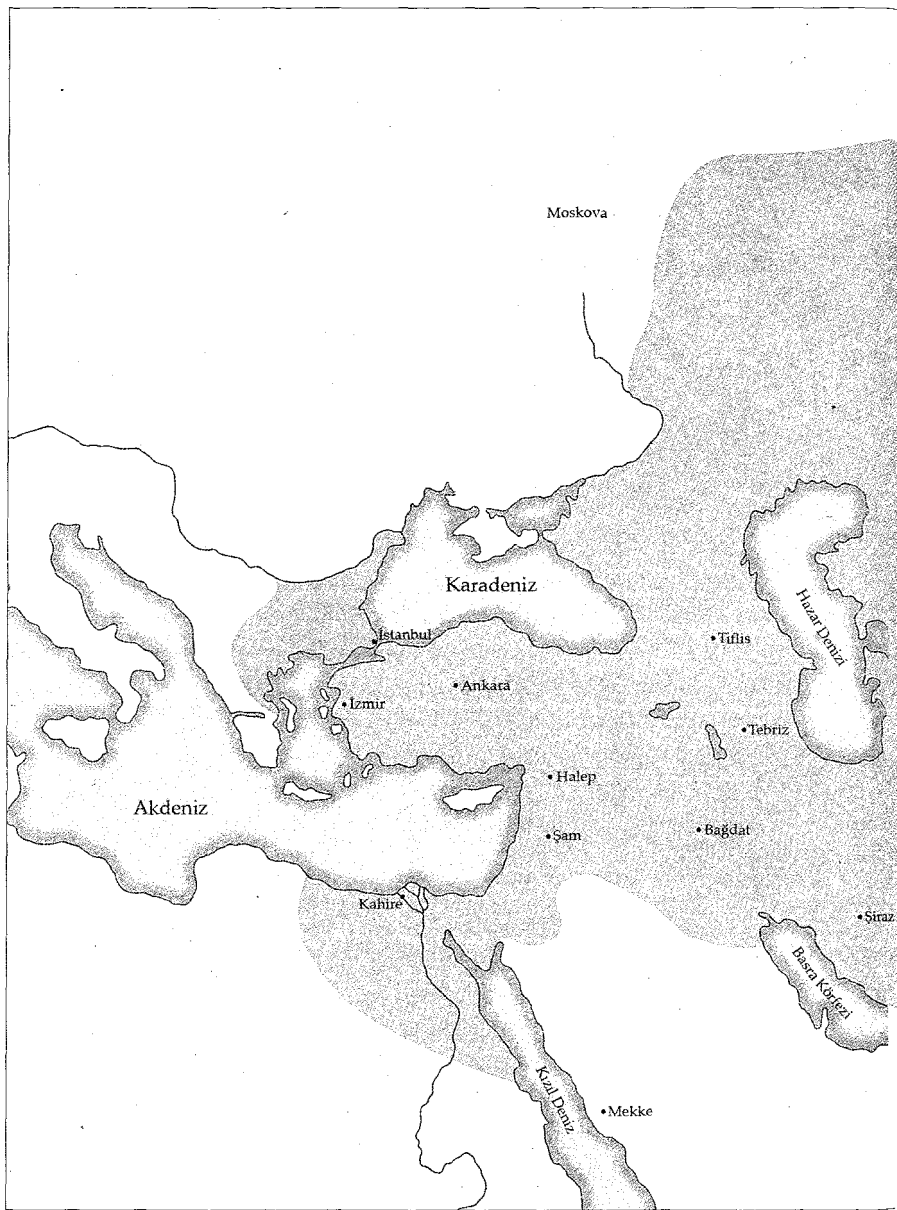 Moskova
Karadeniz
İstanbul
Hazar Denizi
Tiflis
Ankara
İzmir
Tebriz
Halep
Akdeniz
Bağdat
Şam
Kahire
Şiraz
Basra Körfezi
Kızıl Deniz
Mekke